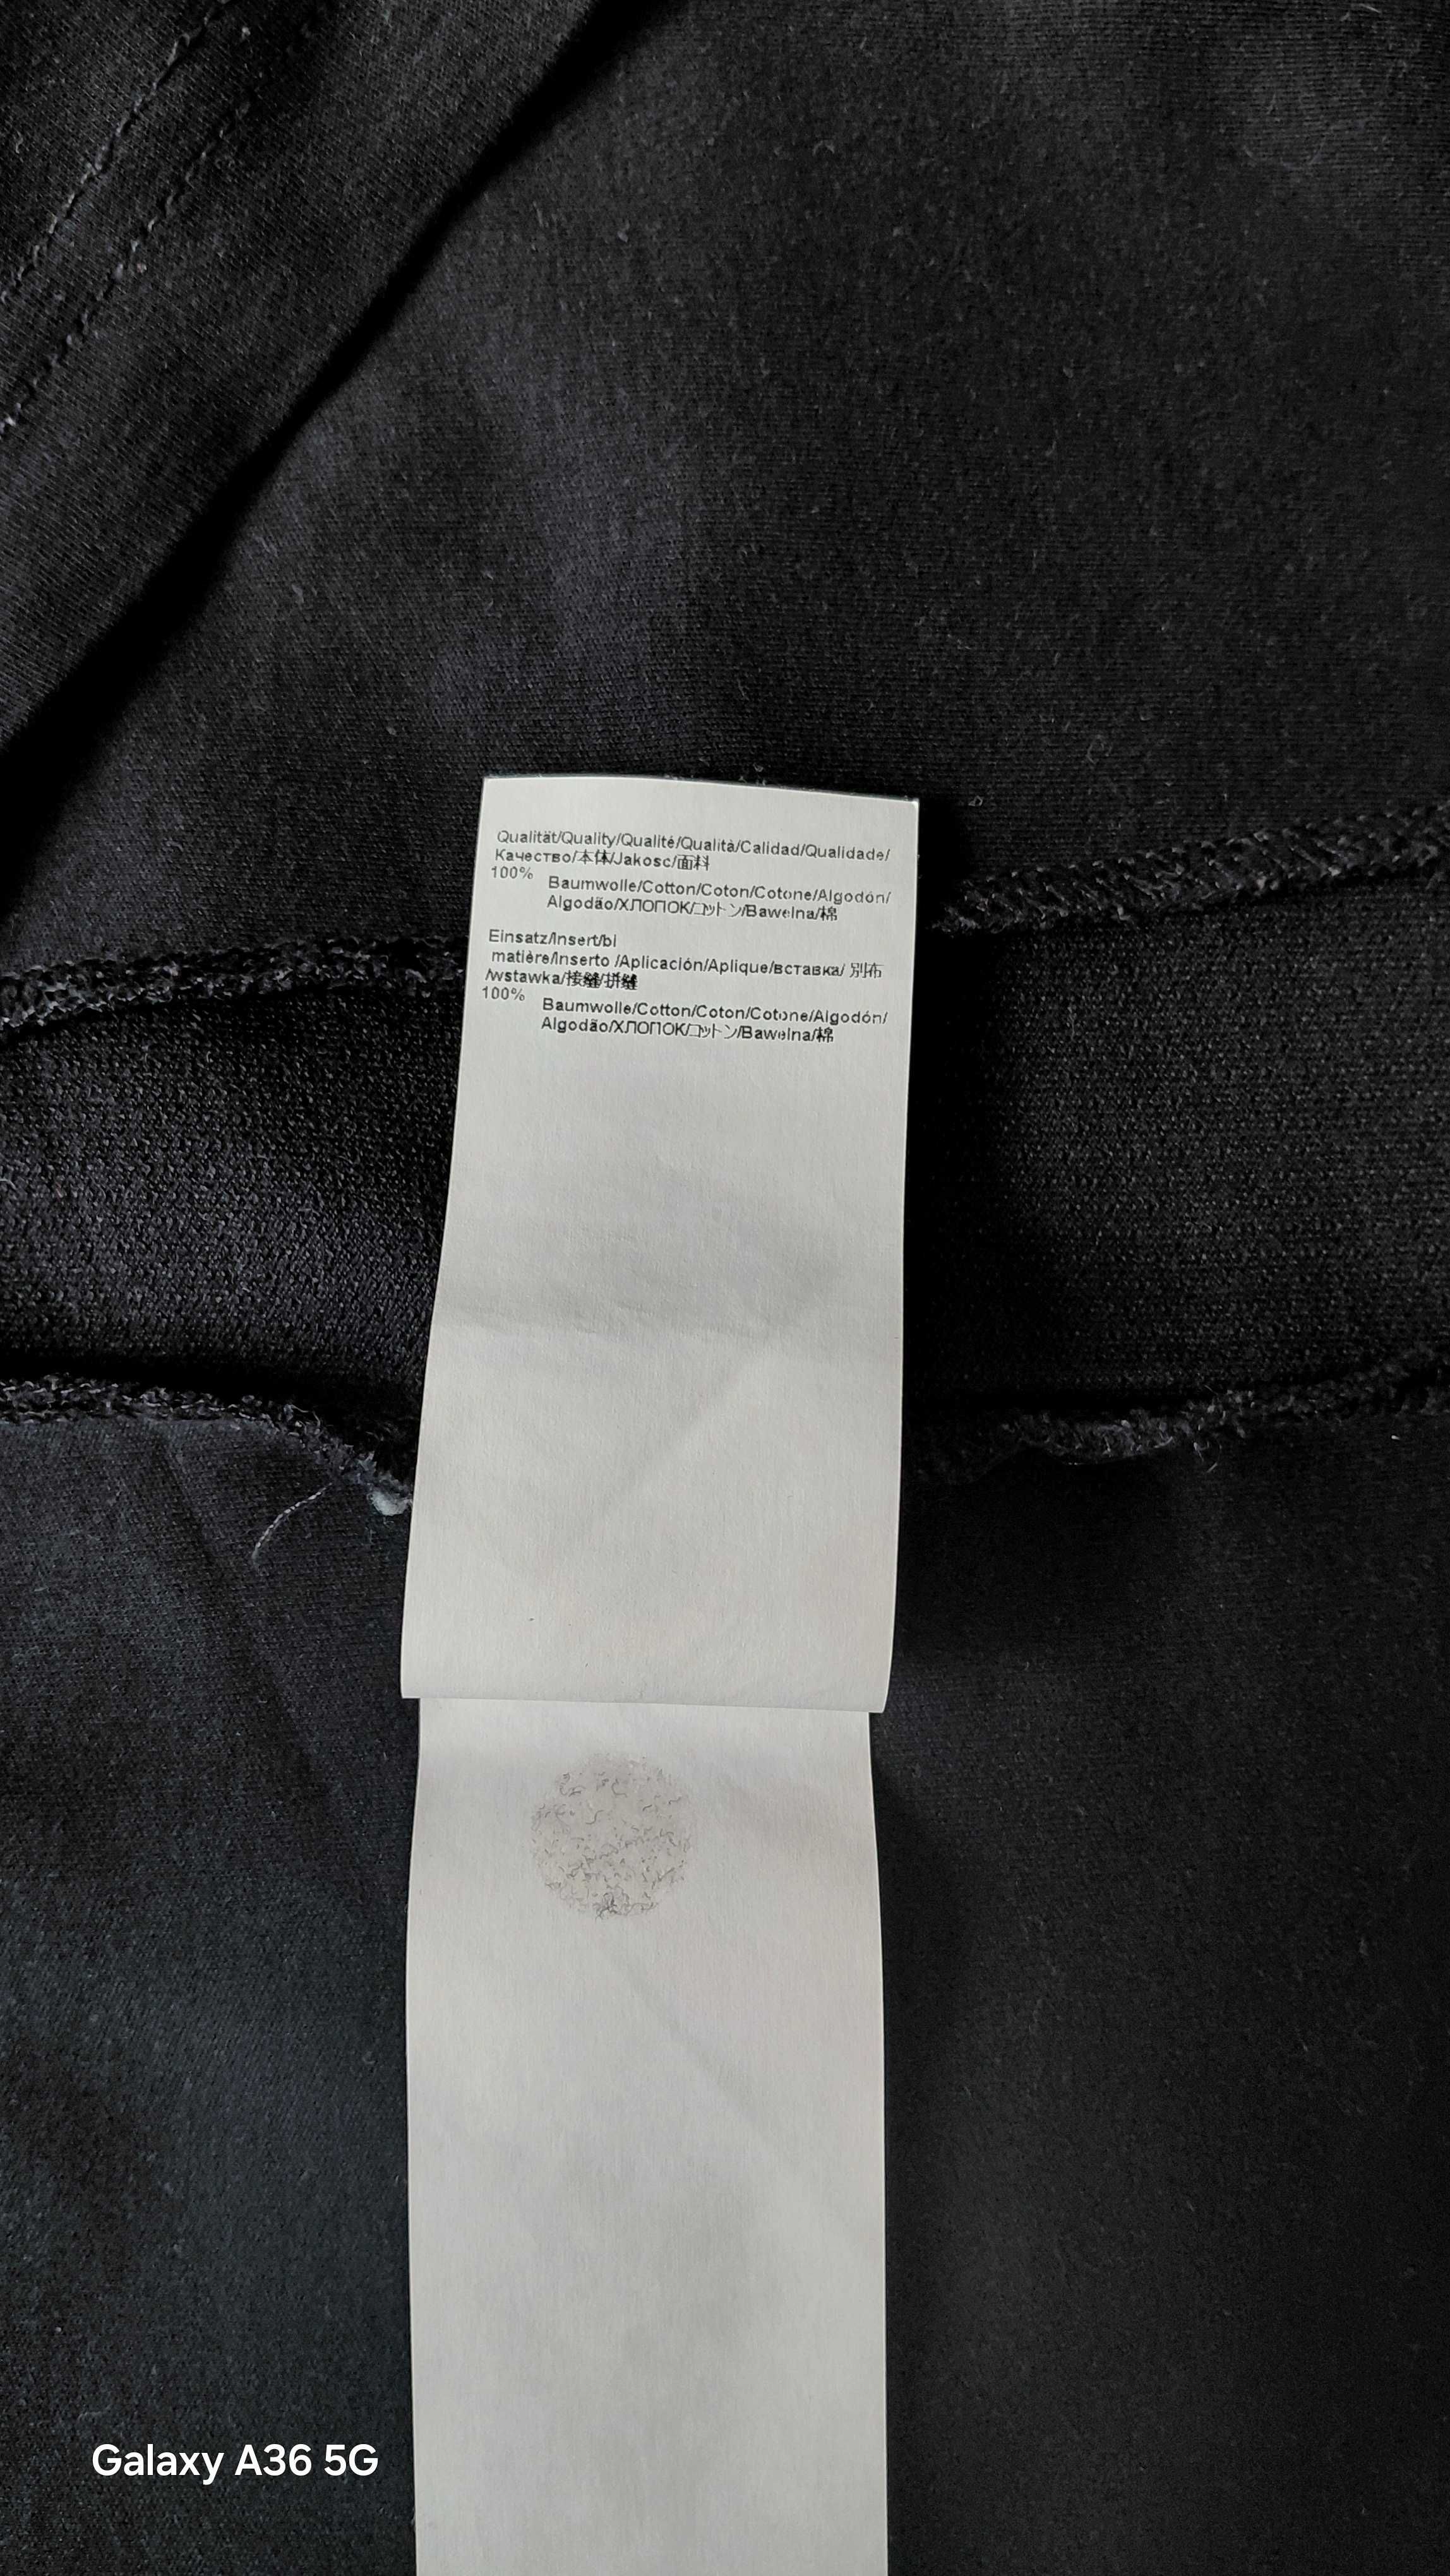 Qualität/Quality/Qualité/Qualità/Calidad/Qualidade/
Качество/本体/Jakosc/面料
100%
Baumwolle/Cotton/Coton/Cotone/Algodón/
Algodão/ХЛОПОК/コットン/Bawełna/棉
Einsatz/Insert/bi
matière/Inserto /Aplicación/Aplique/вставка/ 別布
/wstawka/接缝/拼缝
100%
Baumwolle/Cotton/Coton/Cotone/Algodón/
Algodão/ХЛОПОК/コットン/Bawełna/棉
Galaxy A36 5G